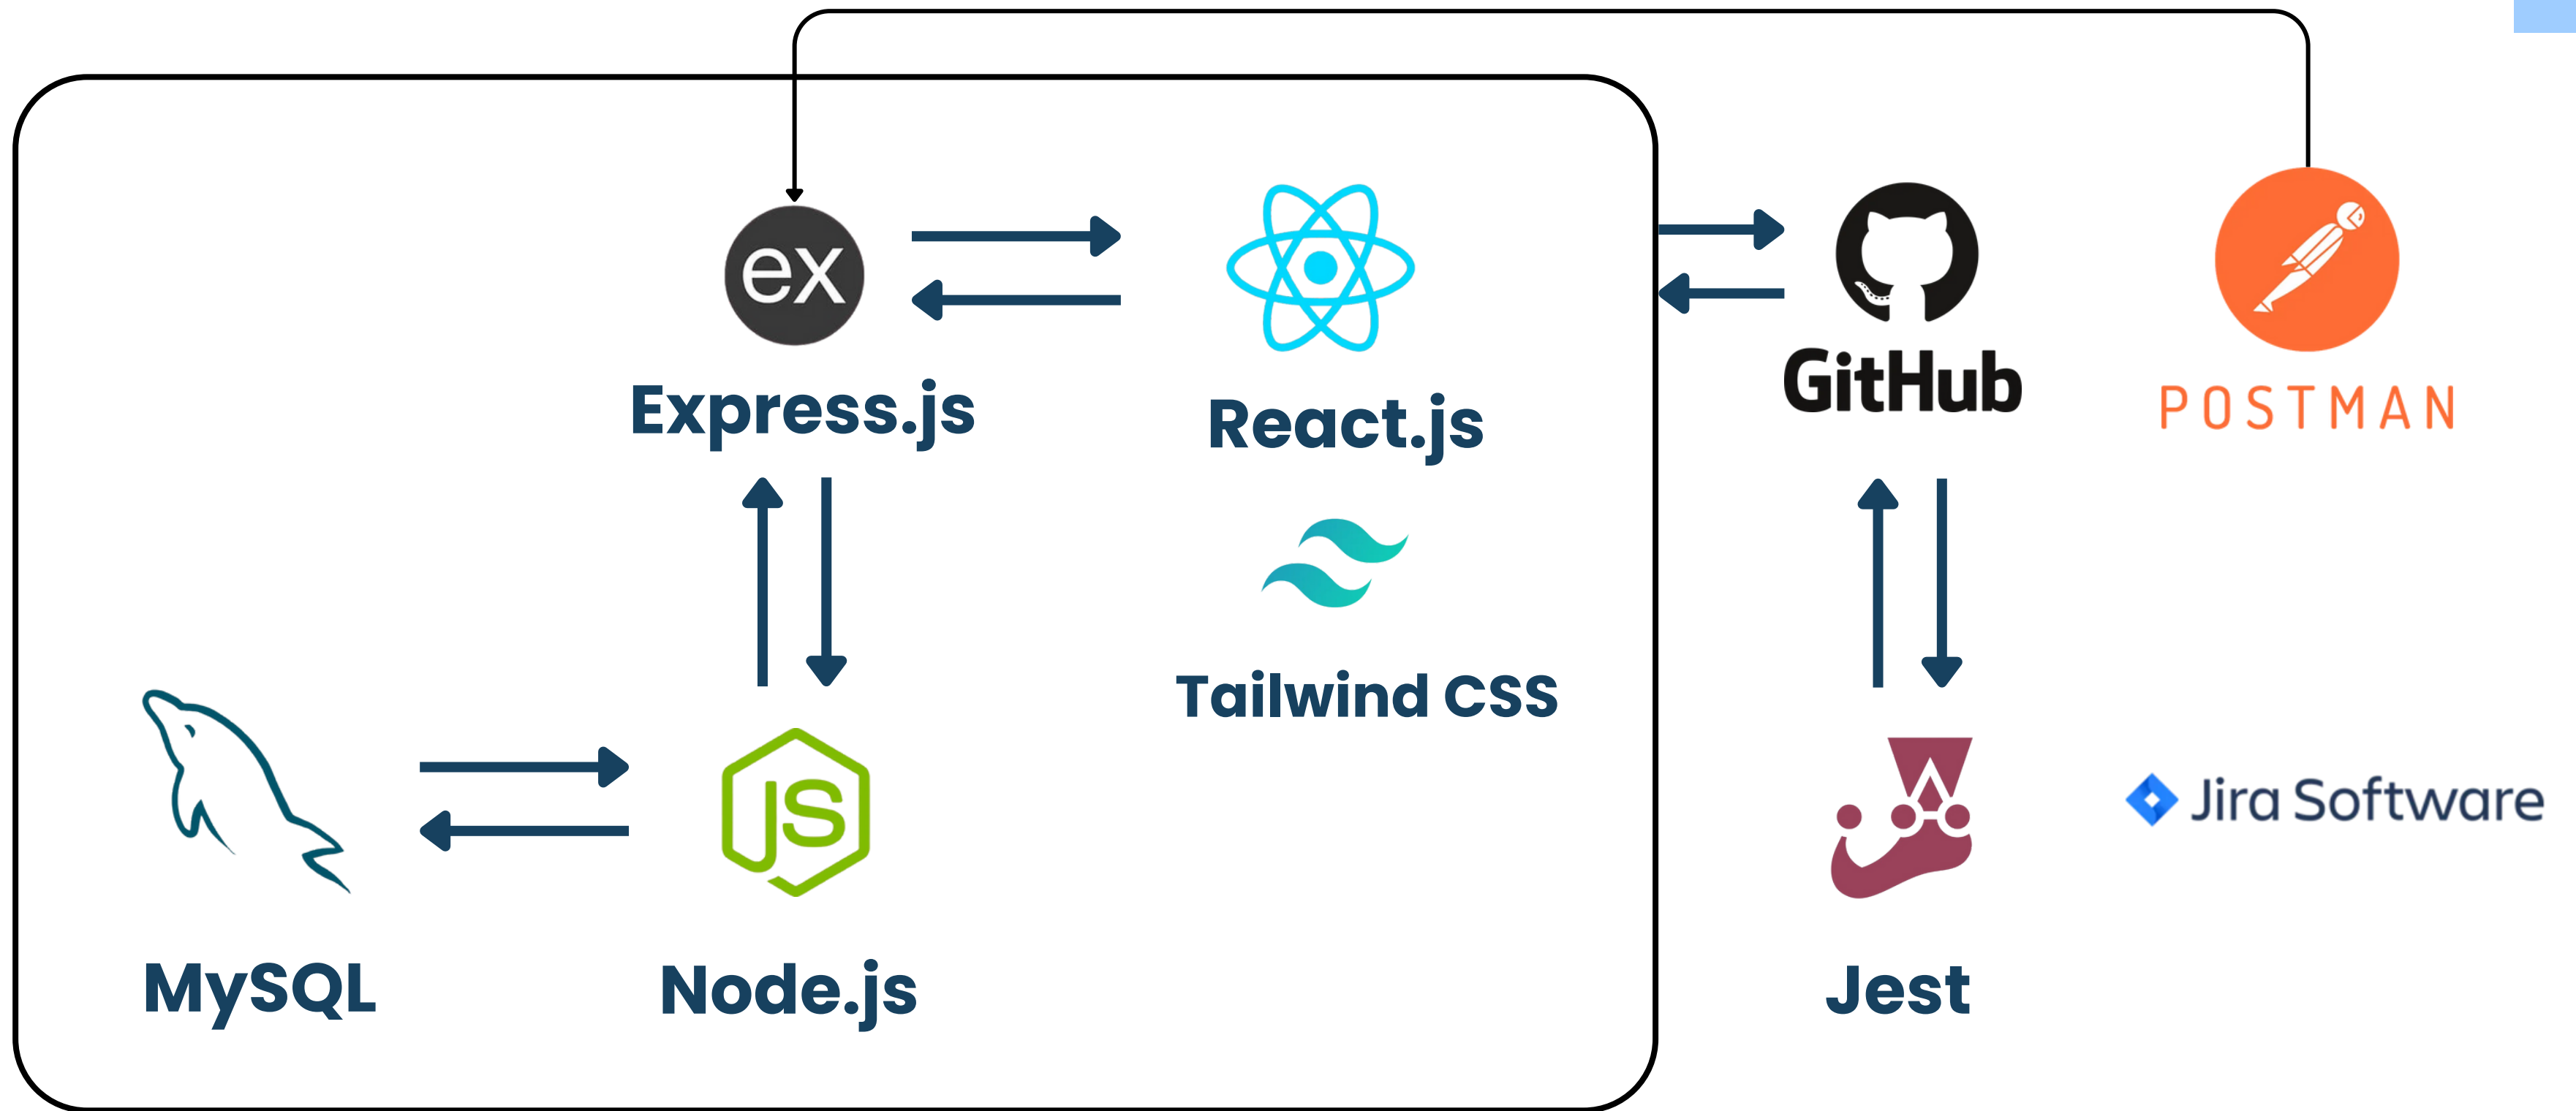 ex
Express.js
React.js
GitHub
POSTMAN
Tailwind CSS
JS
Jira Software
MySQL
Node.js
Jest